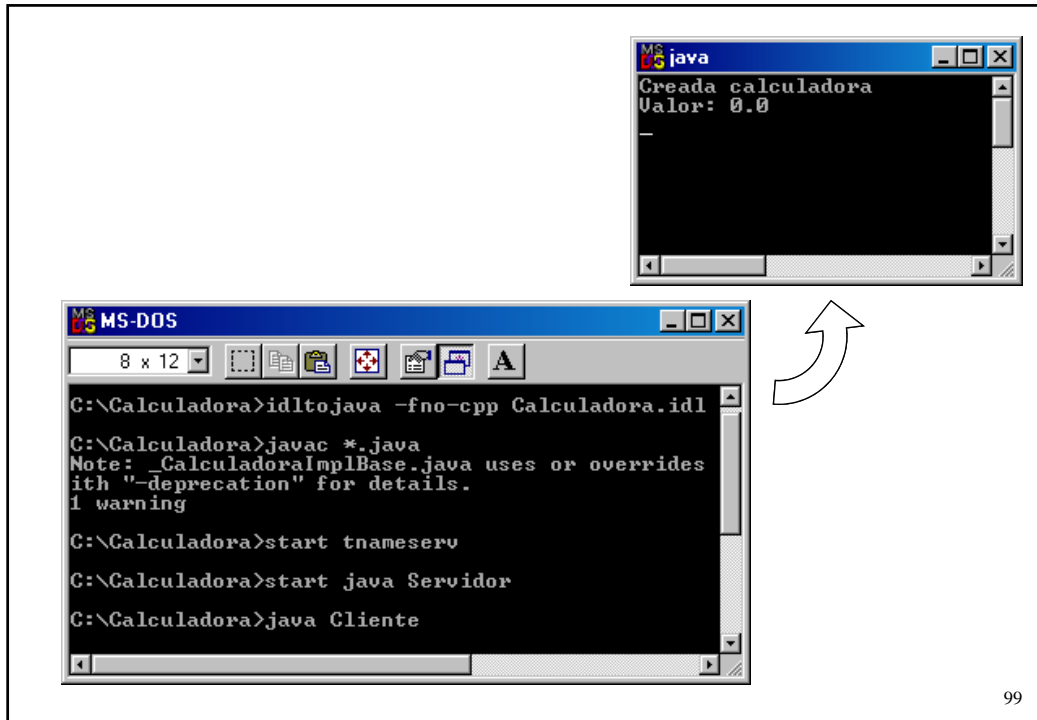 java
Creada calculadora
Valor: 0.0
MS-DOS
8 x 12
A
C:\Calculadora>idltojava -fno-cpp Calculadora.idl
C:\Calculadora>javac *.java
Note: _CalculadoraImplBase.java uses or overrides
ith "-deprecation" for details.
1 warning
C:\Calculadora>start tnameserv
C:\Calculadora>start java Servidor
C:\Calculadora>java Cliente
99